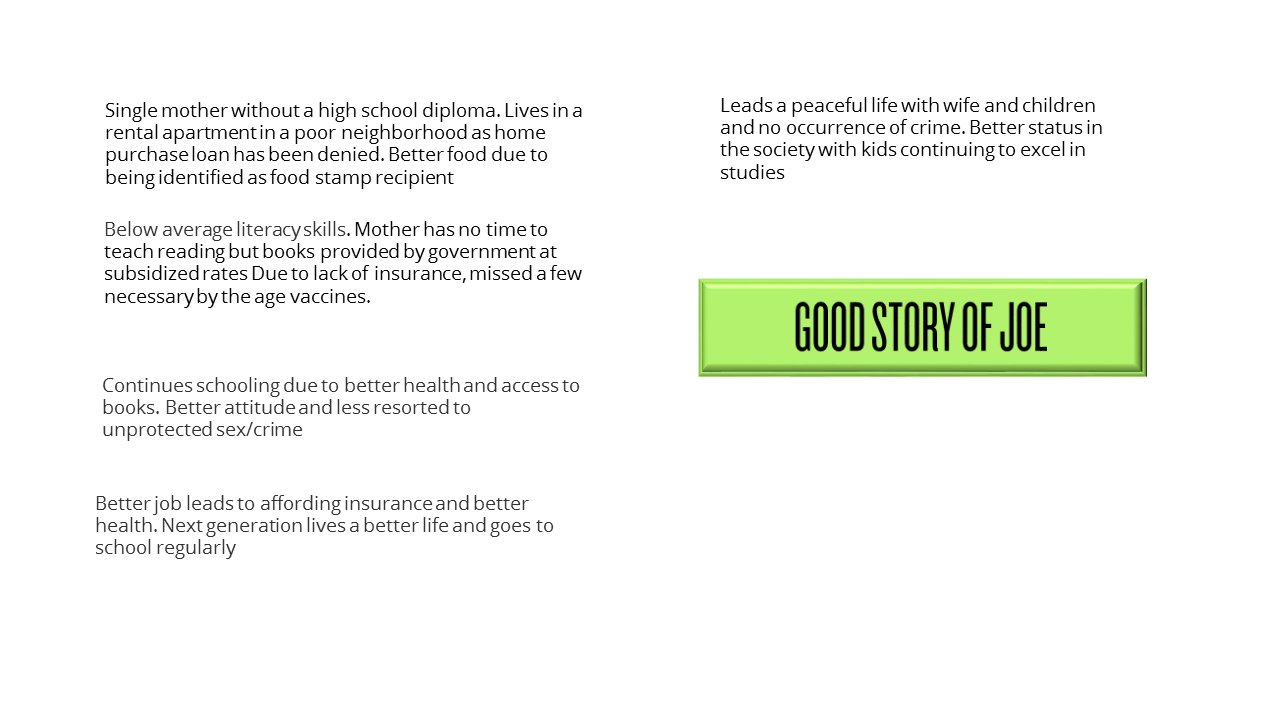 Single mother without a high school diploma. Lives in a
rental apartment in a poor neighborhood as home
purchase loan has been denied. Better food due to
being identified as food stamp recipient
Below average literacy skills. Mother has no time to
teach reading but books provided by government at
subsidized rates Due to lack of insurance, missed a few
necessary by the age vaccines.
Continues schooling due to better health and access to
books. Better attitude and less resorted to
unprotected sex/crime
Better job leads to affording insurance and better
health. Next generation lives a better life and goes to
school regularly
Leads a peaceful life with wife and children
and no occurrence of crime. Better status in
the society with kids continuing to excel in
studies
GOOD STORY OF JOE